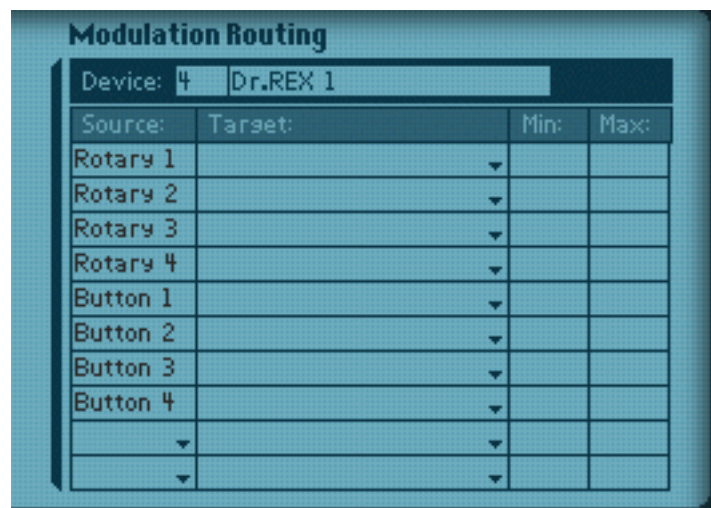 Modulation Routing
Device: 4 Dr.REX 1
Source: Target: Min: Max:
Rotary 1
Rotary 2
Rotary 3
Rotary 4
Button 1
Button 2
Button 3
Button 4